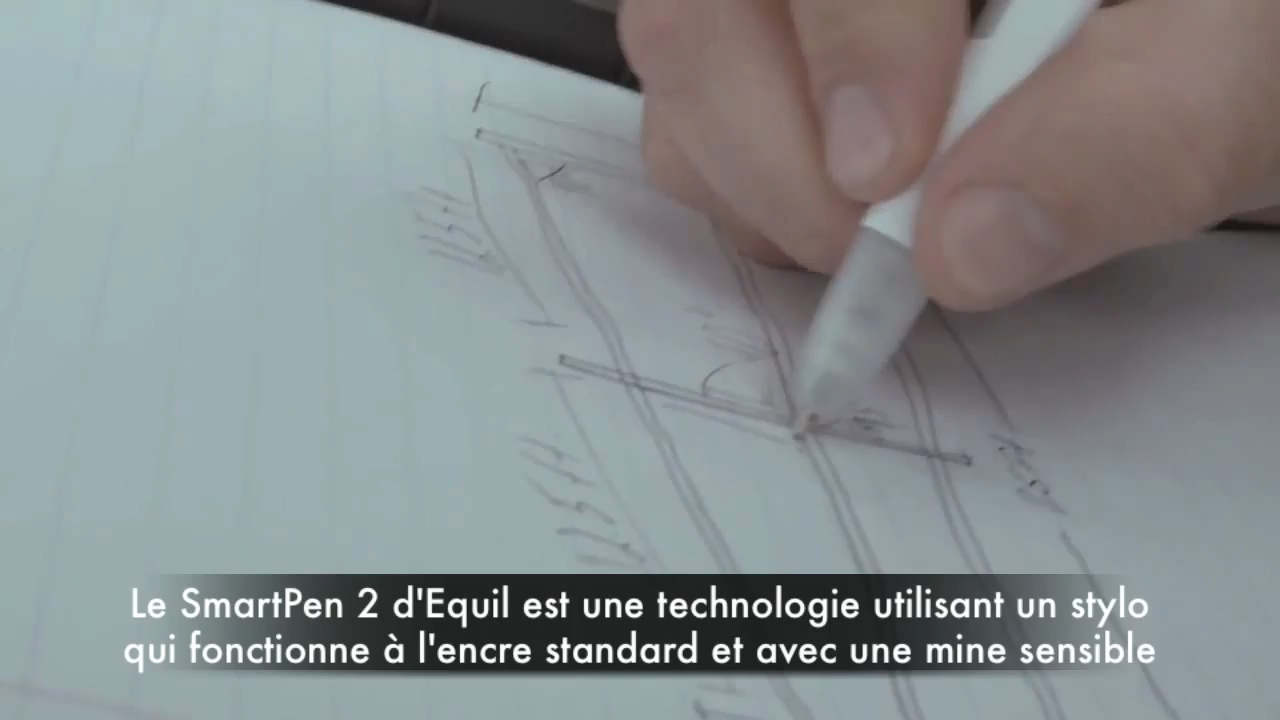 Le SmartPen 2 d'Equil est une technologie utilisant un stylo
qui fonctionne à l'encre standard et avec une mine sensible